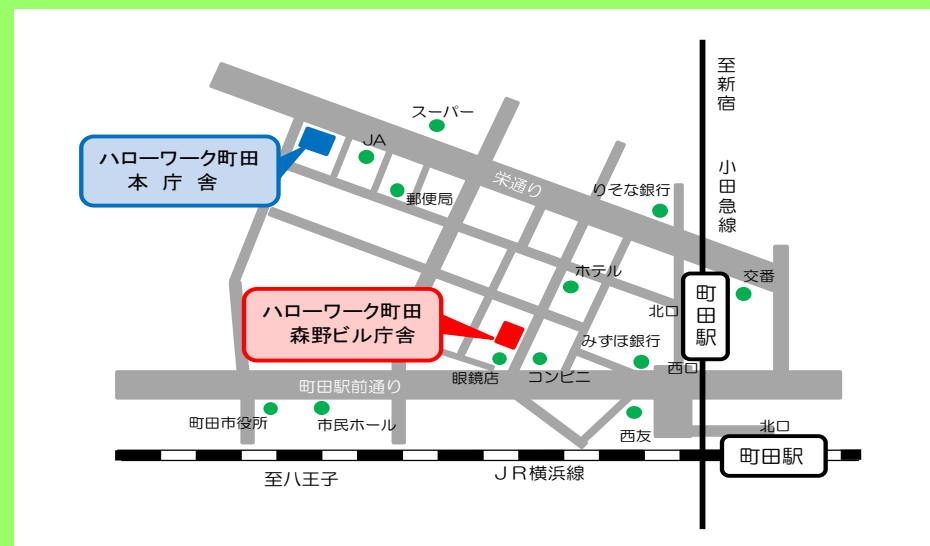 至新宿
小田急線
スーパー
JA
ハローワーク町田
本 庁 舎
郵便局
栄通り
りそな銀行
ホテル
交番
町田駅
北口
ハローワーク町田
森野ビル庁舎
みずほ銀行
西口
眼鏡店
コンビニ
町田駅前通り
町田市役所
市民ホール
西友
北口
町田駅
至八王子
JR横浜線